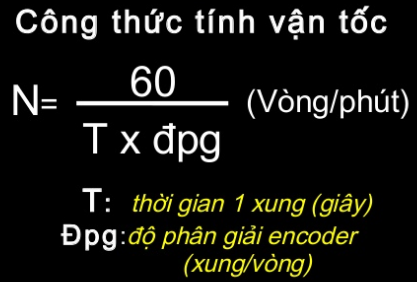 Công thức tính vận tốc
N= 60 / T x đpg (Vòng/phút)
T: thời gian 1 xung (giây)
Đpg:độ phân giải encoder
(xung/vòng)